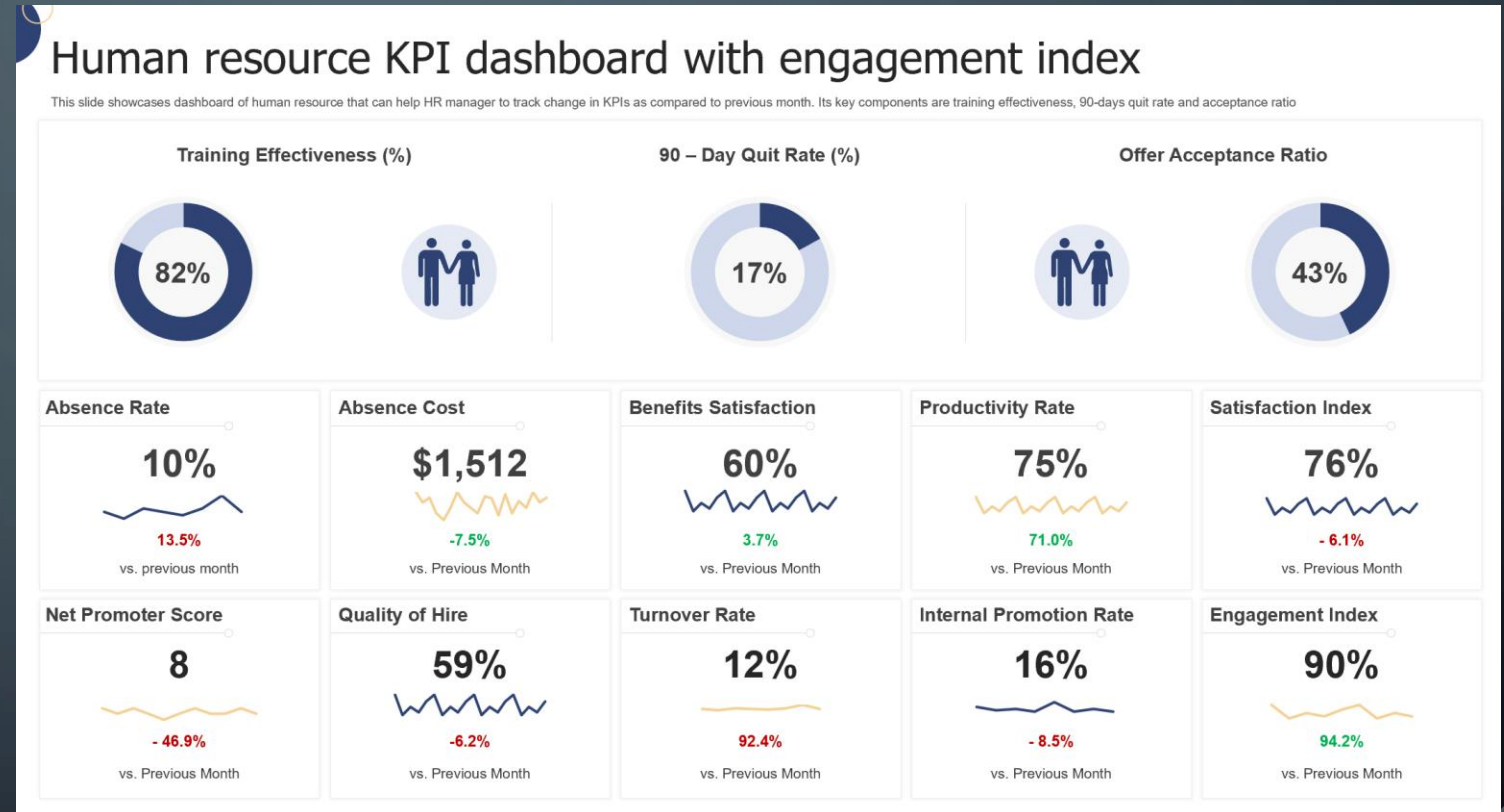 Human resource KPI dashboard with engagement index
This slide showcases dashboard of human resource that can help HR manager to track change in KPIs as compared to previous month. Its key components are training effectiveness, 90-days quit rate and acceptance ratio
Training Effectiveness (%)
82%
90 – Day Quit Rate (%)
17%
Offer Acceptance Ratio
43%
Absence Rate
10%
13.5%
vs. previous month
Absence Cost
$1,512
-7.5%
vs. Previous Month
Benefits Satisfaction
60%
3.7%
vs. Previous Month
Productivity Rate
75%
71.0%
vs. Previous Month
Satisfaction Index
76%
- 6.1%
vs. Previous Month
Net Promoter Score
8
- 46.9%
vs. Previous Month
Quality of Hire
59%
-6.2%
vs. Previous Month
Turnover Rate
12%
92.4%
vs. Previous Month
Internal Promotion Rate
16%
- 8.5%
vs. Previous Month
Engagement Index
90%
94.2%
vs. Previous Month